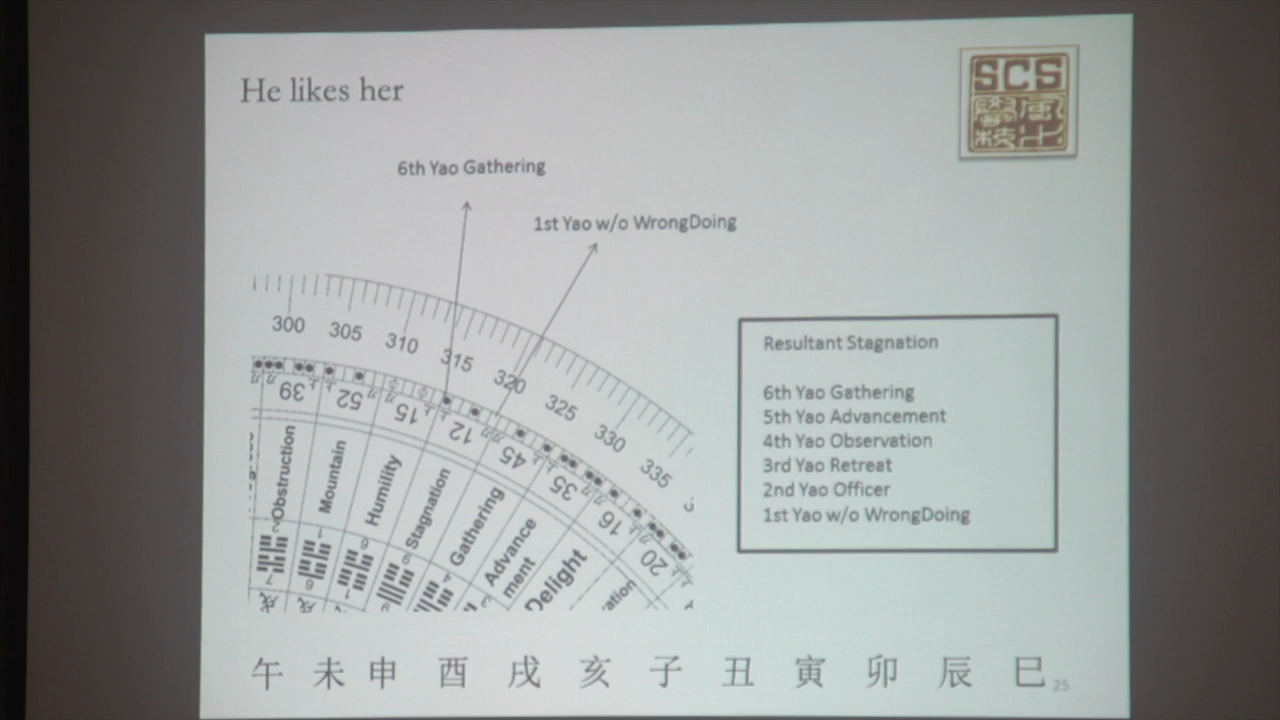 He likes her
SCS
6th Yao Gathering
1st Yao w/o WrongDoing
300 305 310 315 320 325 330 335
39 52 15 12 45 35 16 20
Obstruction
Mountain
Humility
Stagnation
Gathering
Advance
ment
Delight
ation
Resultant Stagnation
6th Yao Gathering
5th Yao Advancement
4th Yao Observation
3rd Yao Retreat
2nd Yao Officer
1st Yao w/o WrongDoing
午 未 申 酉 戌 亥 子 丑 寅 卯 辰 巳
25